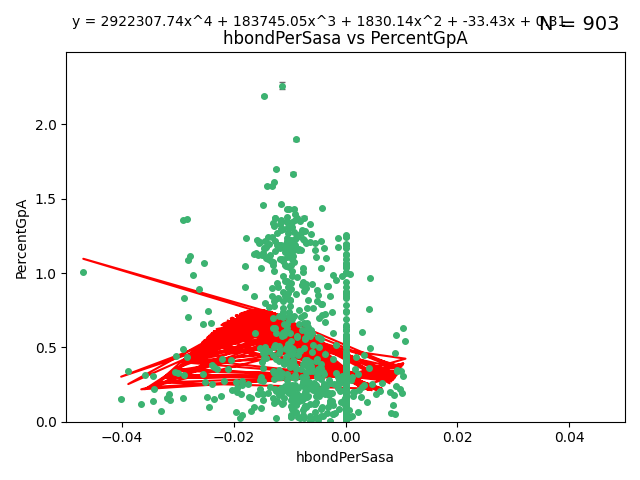 y = 2922307.74x^4 + 183745.05x^3 + 1830.14x^2 + -33.43x + 0.31
N = 903
hbondPerSasa vs PercentGpA
PercentGpA
2.0
1.5
1.0
0.5
0.0
−0.04 −0.02 0.00 0.02 0.04
hbondPerSasa